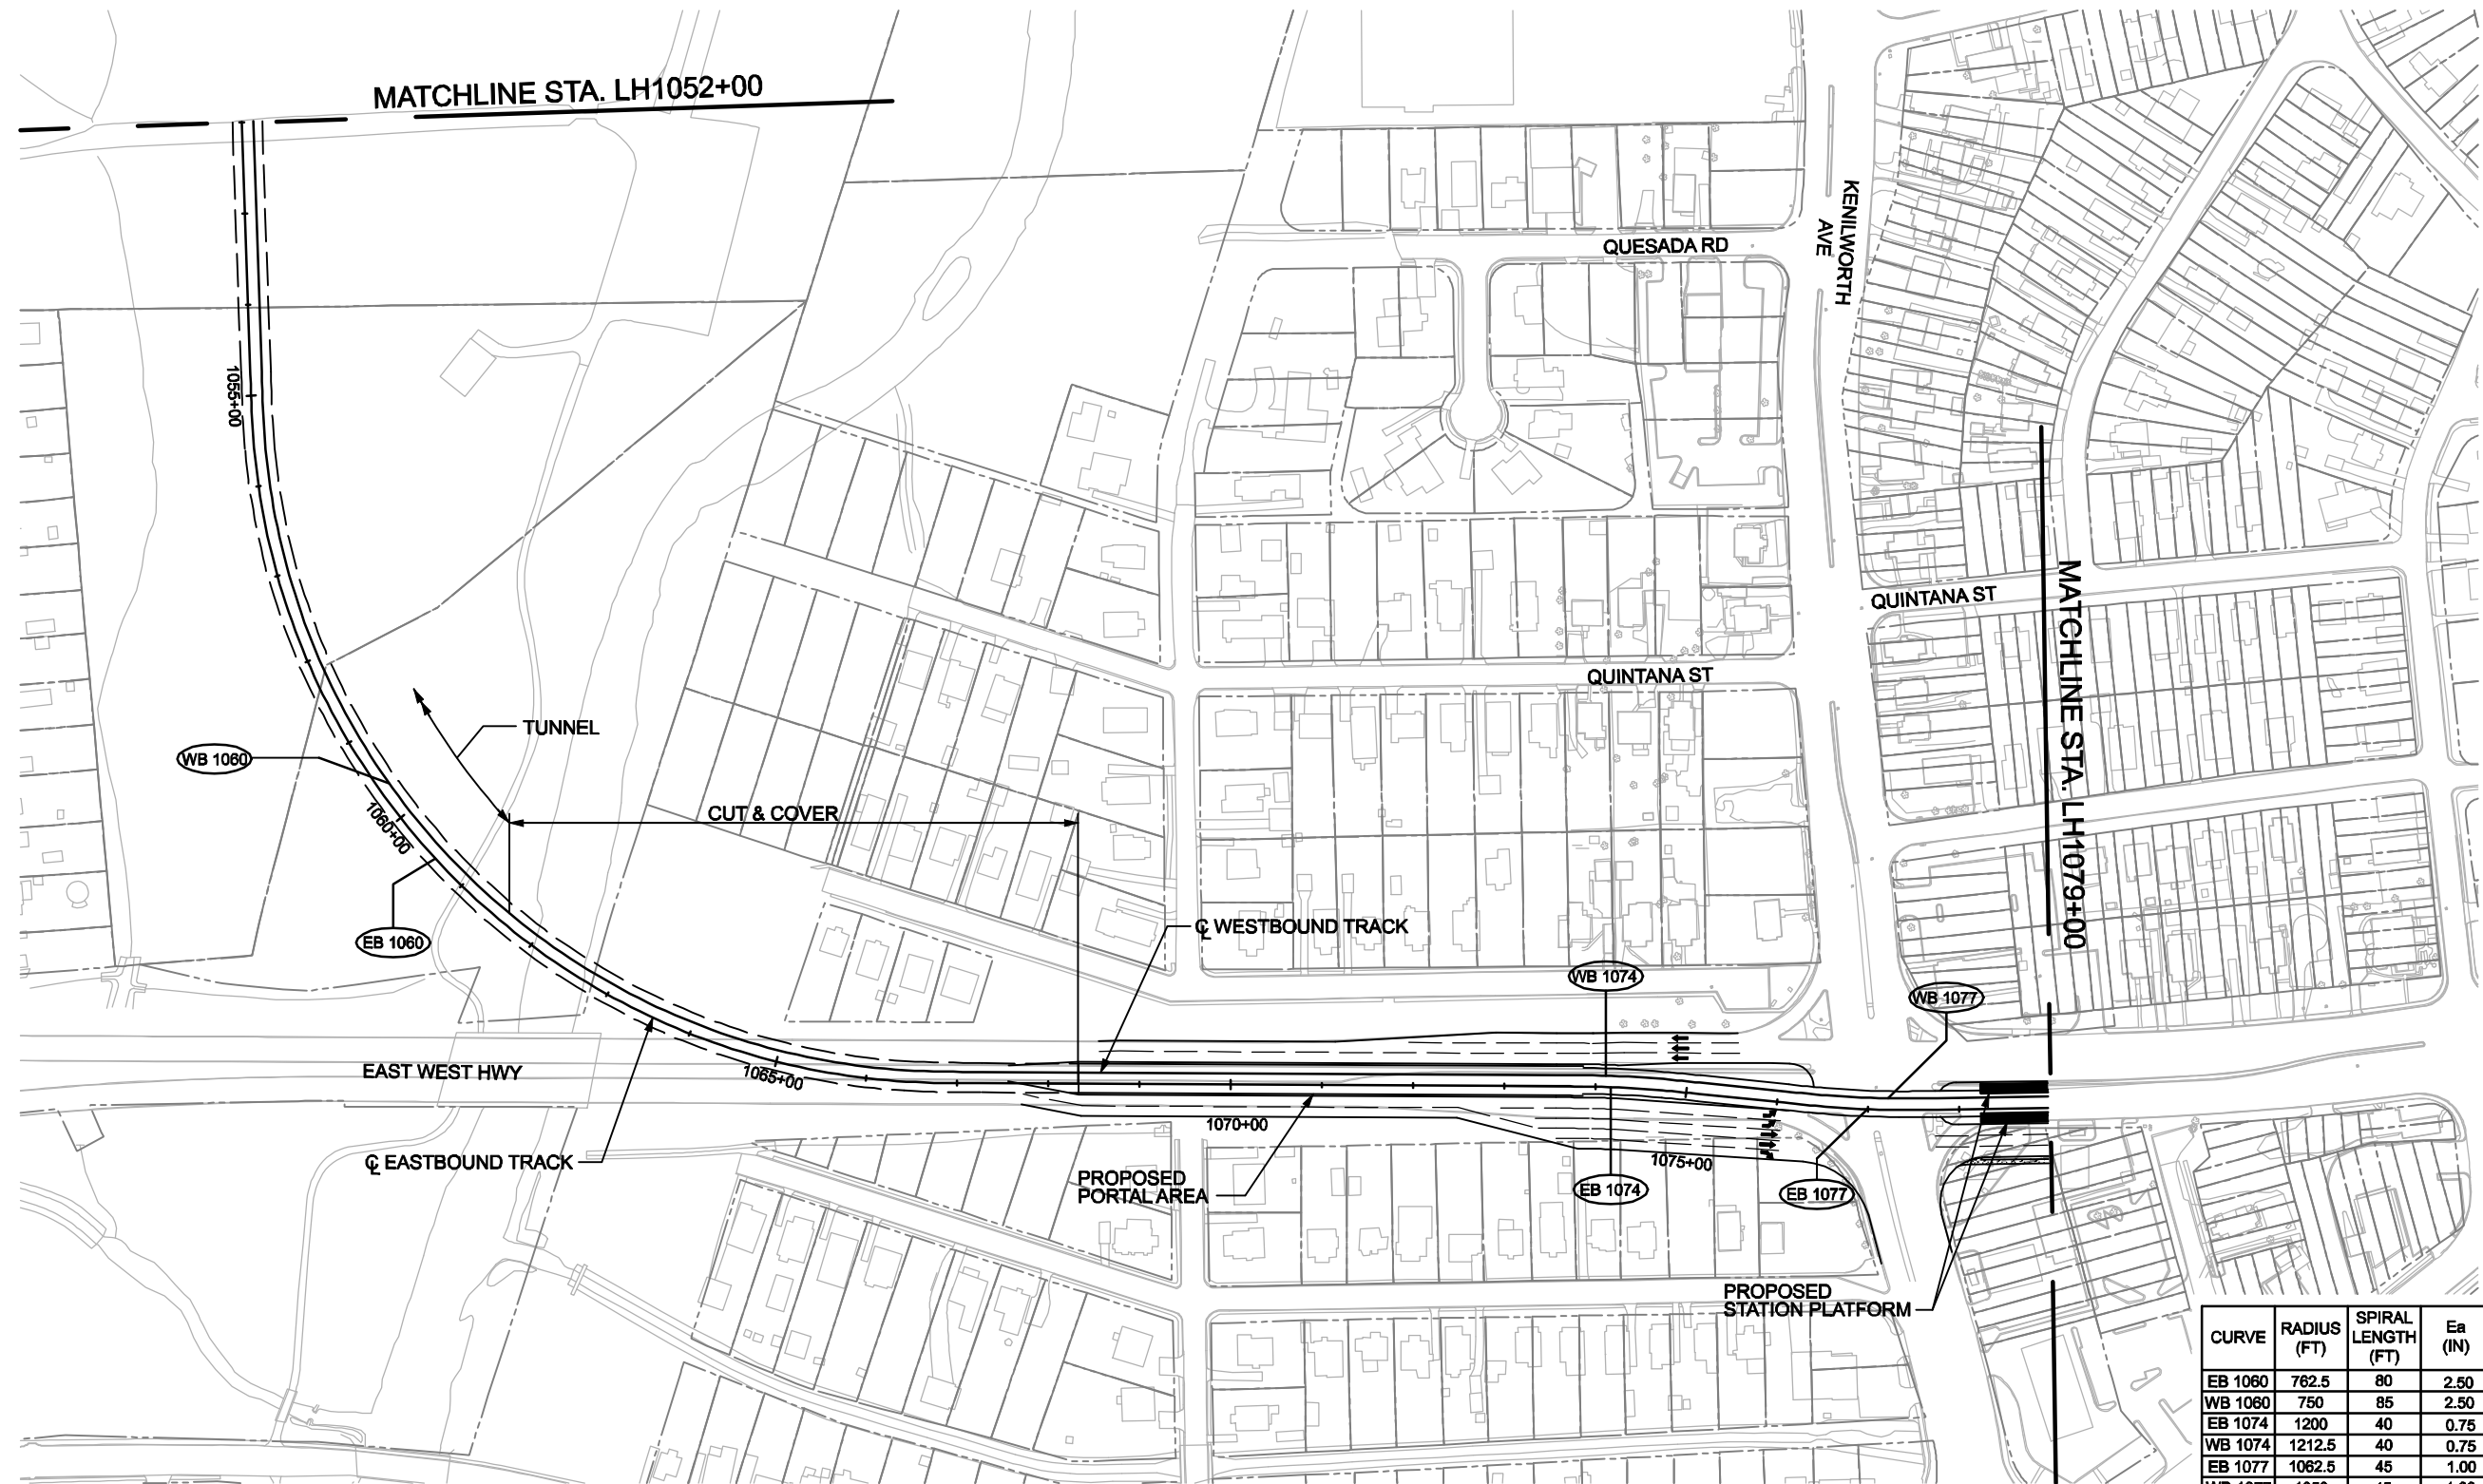 MATCHLINE STA. LH1052+00
KENILWORTH
AVE
QUESADA RD
1055+00
QUINTANA ST
QUINTANA ST
MATCHLINE STA. LH1079+00
TUNNEL
WB 1060
CUT & COVER
1060+00
EB 1060
℄ WESTBOUND TRACK
WB 1074
WB 1077
EAST WEST HWY
1065+00
1070+00
℄ EASTBOUND TRACK
PROPOSED
PORTAL AREA
1075+00
EB 1074
EB 1077
PROPOSED
STATION PLATFORM
CURVE RADIUS (FT) SPIRAL LENGTH (FT) Ea (IN)
EB 1060 762.5 80 2.50
WB 1060 750 85 2.50
EB 1074 1200 40 0.75
WB 1074 1212.5 40 0.75
EB 1077 1062.5 45 1.00